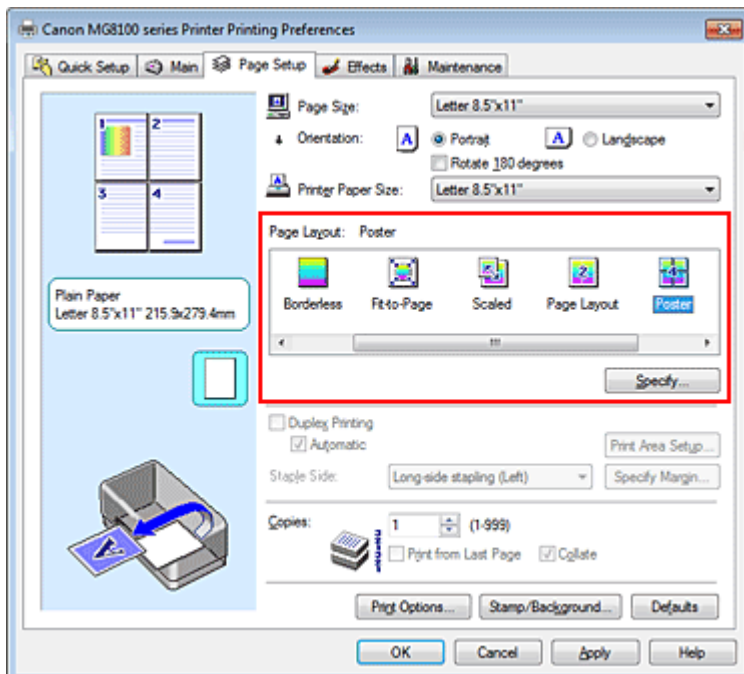 Canon MG8100 series Printer Printing Preferences
Quick Setup Main Page Setup Effects Maintenance
1 2
3 4
Plain Paper
Letter 8.5"x11" 215.9x279.4mm
Page Size: Letter 8.5"x11"
Orientation: A Portrait A Landscape
Rotate 180 degrees
Printer Paper Size: Letter 8.5"x11"
Page Layout: Poster
Borderless Fit-to-Page Scaled Page Layout Poster
Specify...
Duplex Printing
Automatic Print Area Setup...
Staple Side: Long-side stapling (Left) Specify Margin...
Copies: 1 (1-999)
Print from Last Page Collate
Print Options... Stamp/Background... Defaults
OK Cancel Apply Help